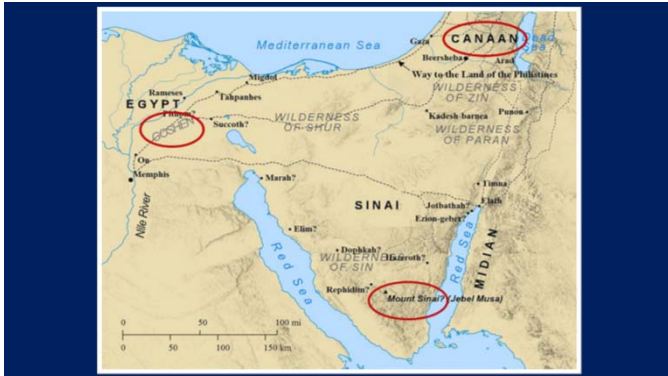 Mediterranean Sea
Gaza
CANAAN
Dead
Sea
Beersheba
Arad
Way to the Land of the Philistines
Migdol
WILDERNESS
OF ZIN
Rameses
Tahpanhes
EGYPT
Pithom?
GOSHEN
Succoth?
WILDERNESS
OF SHUR
Kadesh-barnea
Punon
WILDERNESS
OF PARAN
On
Memphis
Marah?
Timna
Nile River
SINAI
Jotbathah?
Elath
Ezion-geber?
Elim?
Red Sea
Dophkah?
Hazeroth?
WILDERNESS
OF SIN
Red Sea
MIDIAN
Rephidim?
Mount Sinai? (Jebel Musa)
0 50 100 mi
0 50 100 150 km